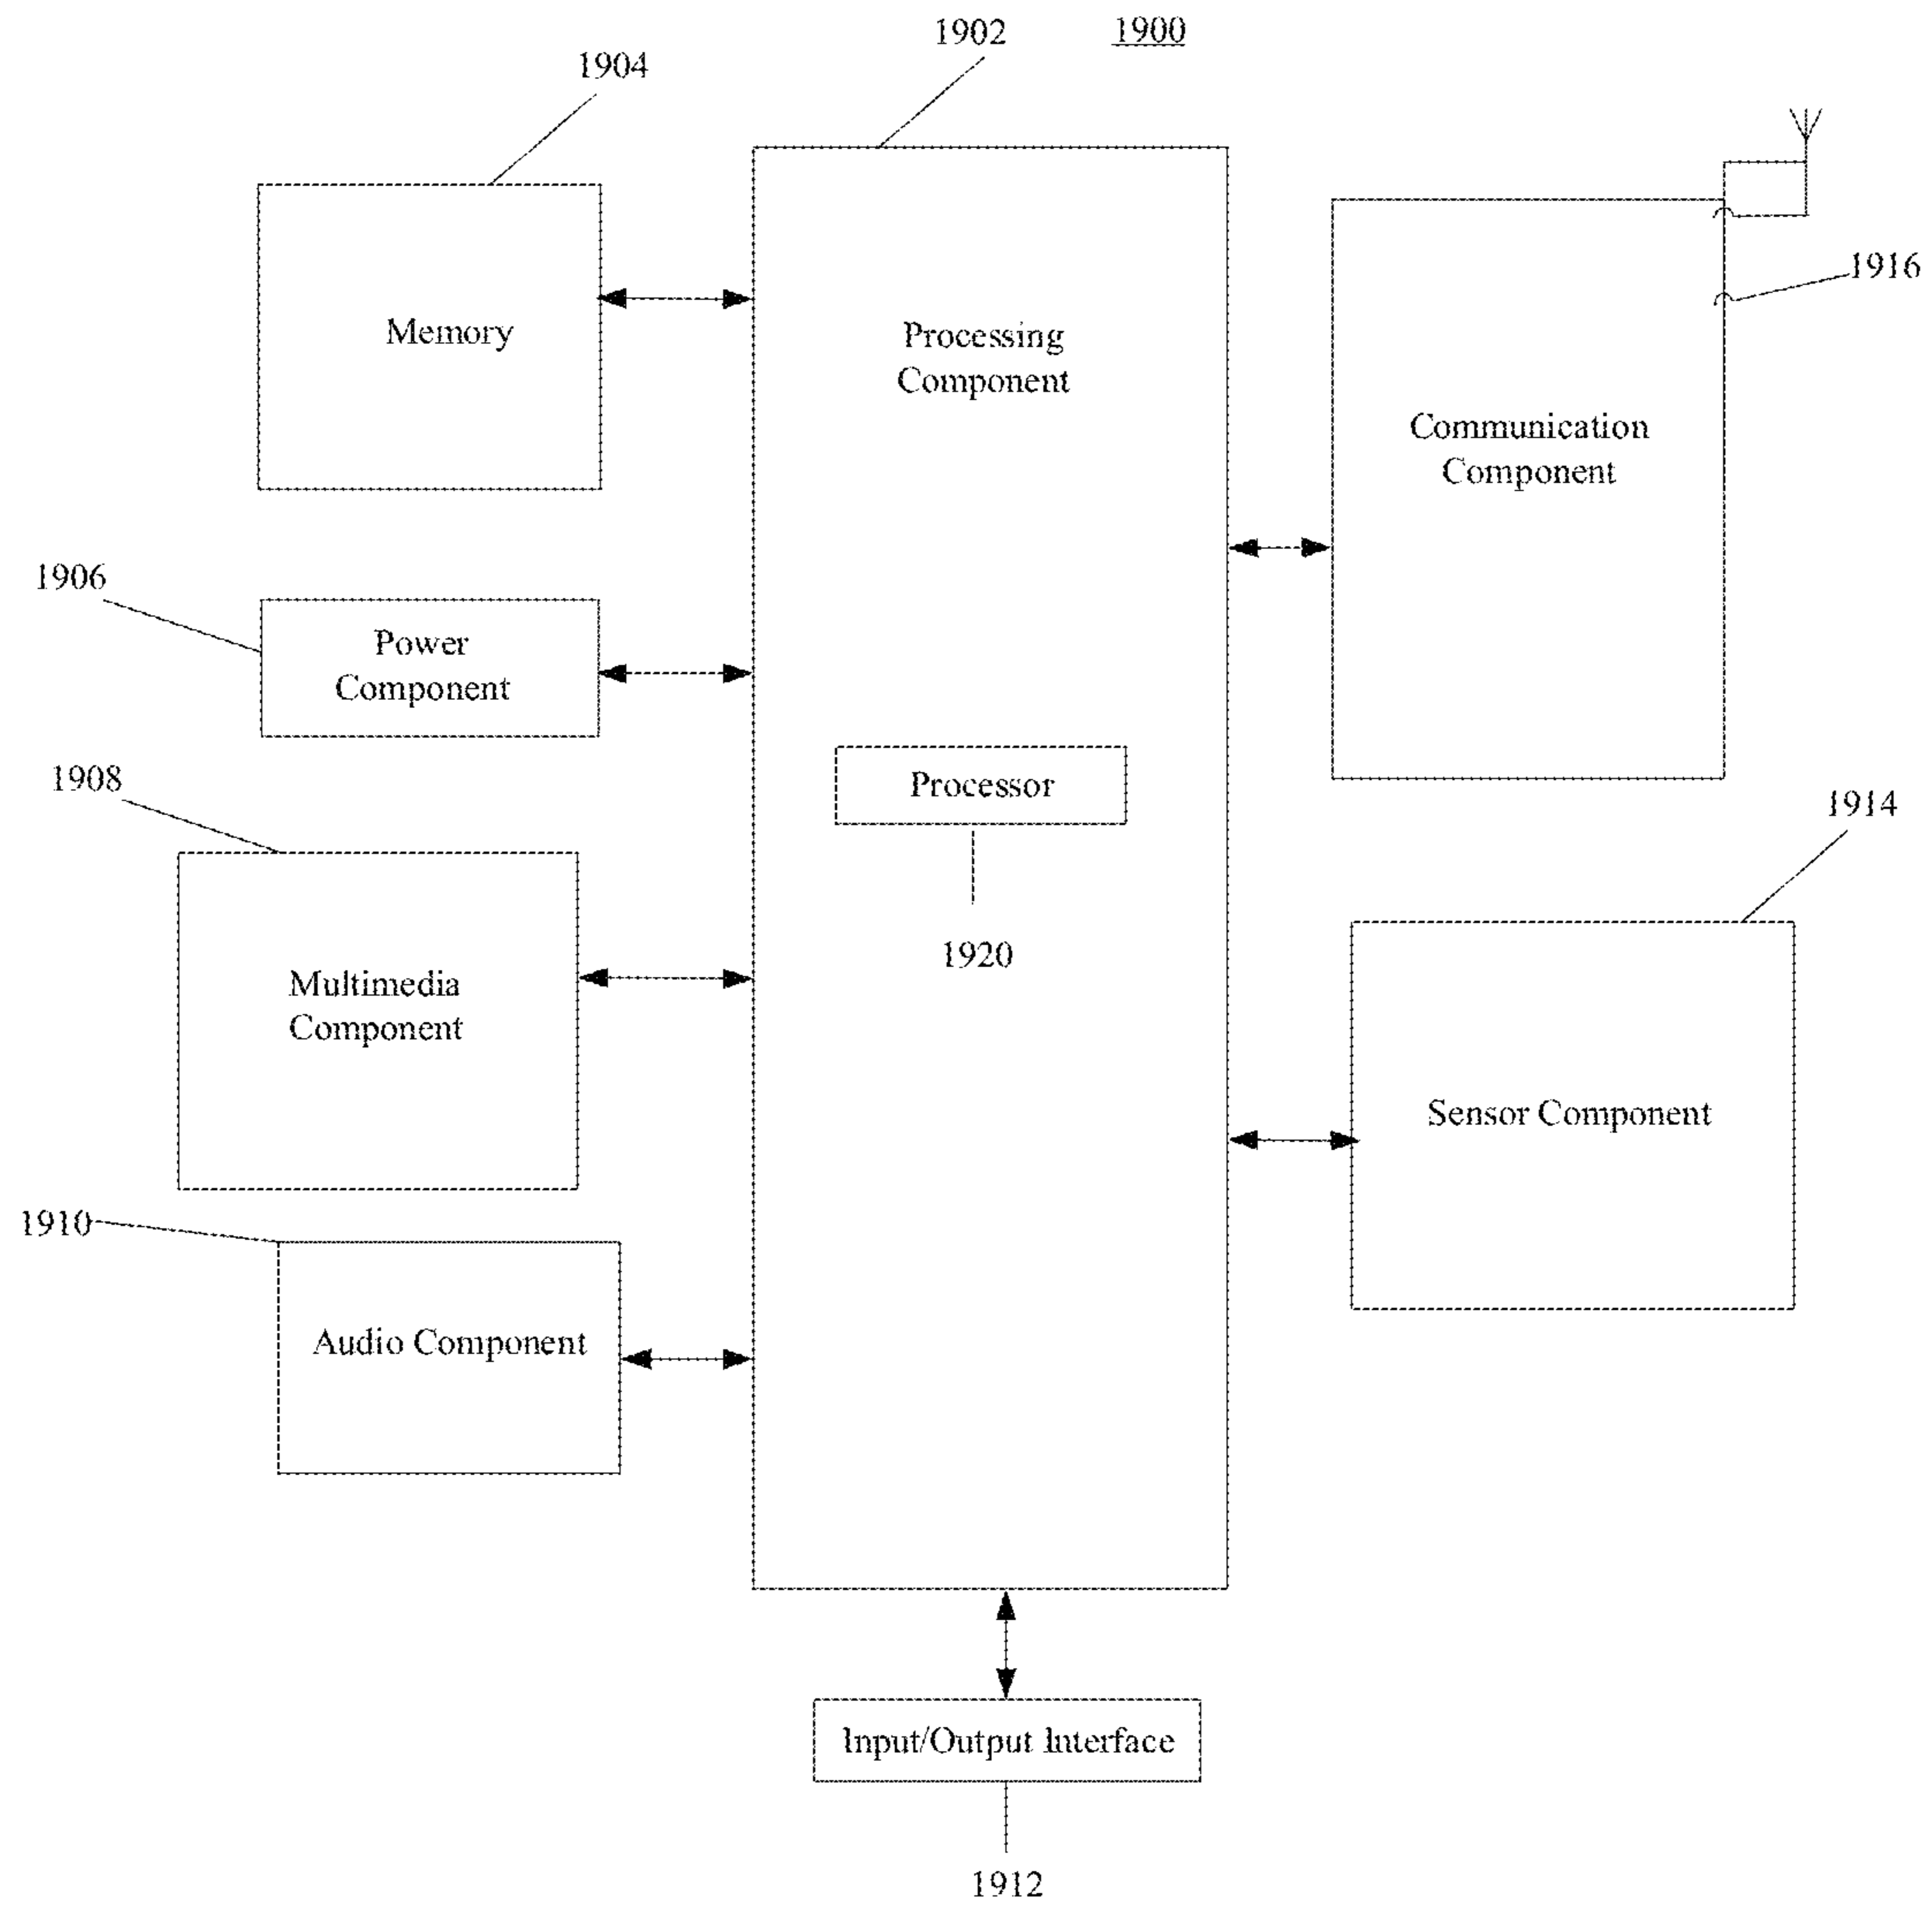 1902
1900
1904
1916
Memory
Processing
Component
Communication
Component
1906
Power
Component
1908
Processor
1914
1920
Multimedia
Component
Sensor Component
1910
Audio Component
Input/Output Interface
1912